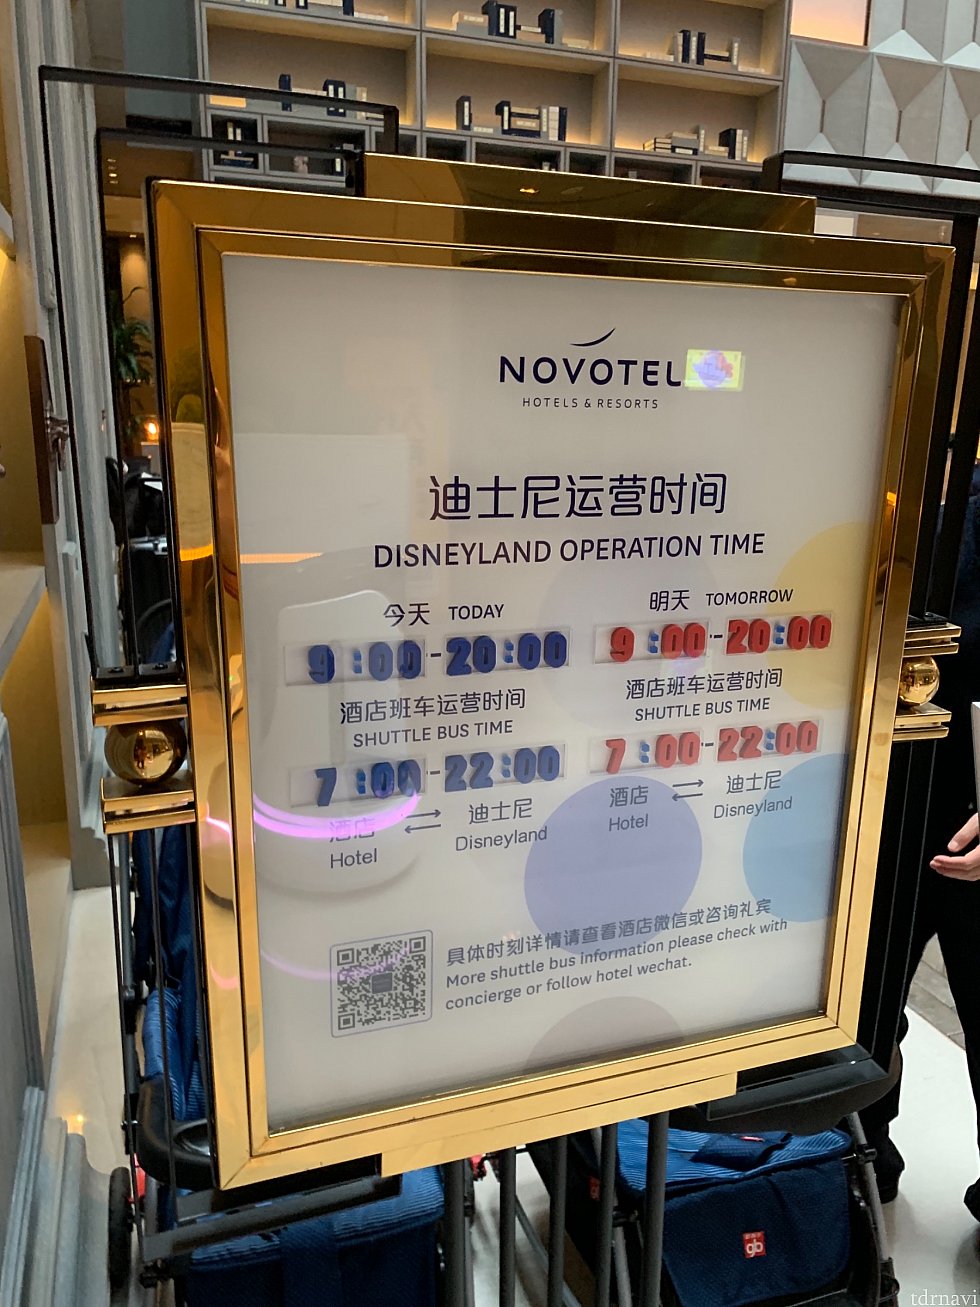 NOVOTEL
HOTELS & RESORTS
迪士尼运营时间
DISNEYLAND OPERATION TIME
今天 TODAY
9:00-20:00
酒店班车运营时间
SHUTTLE BUS TIME
7:00-22:00
酒店 迪士尼
Hotel Disneyland
明天 TOMORROW
9:00-20:00
酒店班车运营时间
SHUTTLE BUS TIME
7:00-22:00
酒店 迪士尼
Hotel Disneyland
具体时刻详情请查看酒店微信或咨询礼宾
More shuttle bus information please check with
concierge or follow hotel wechat.
gb
tdrnavi